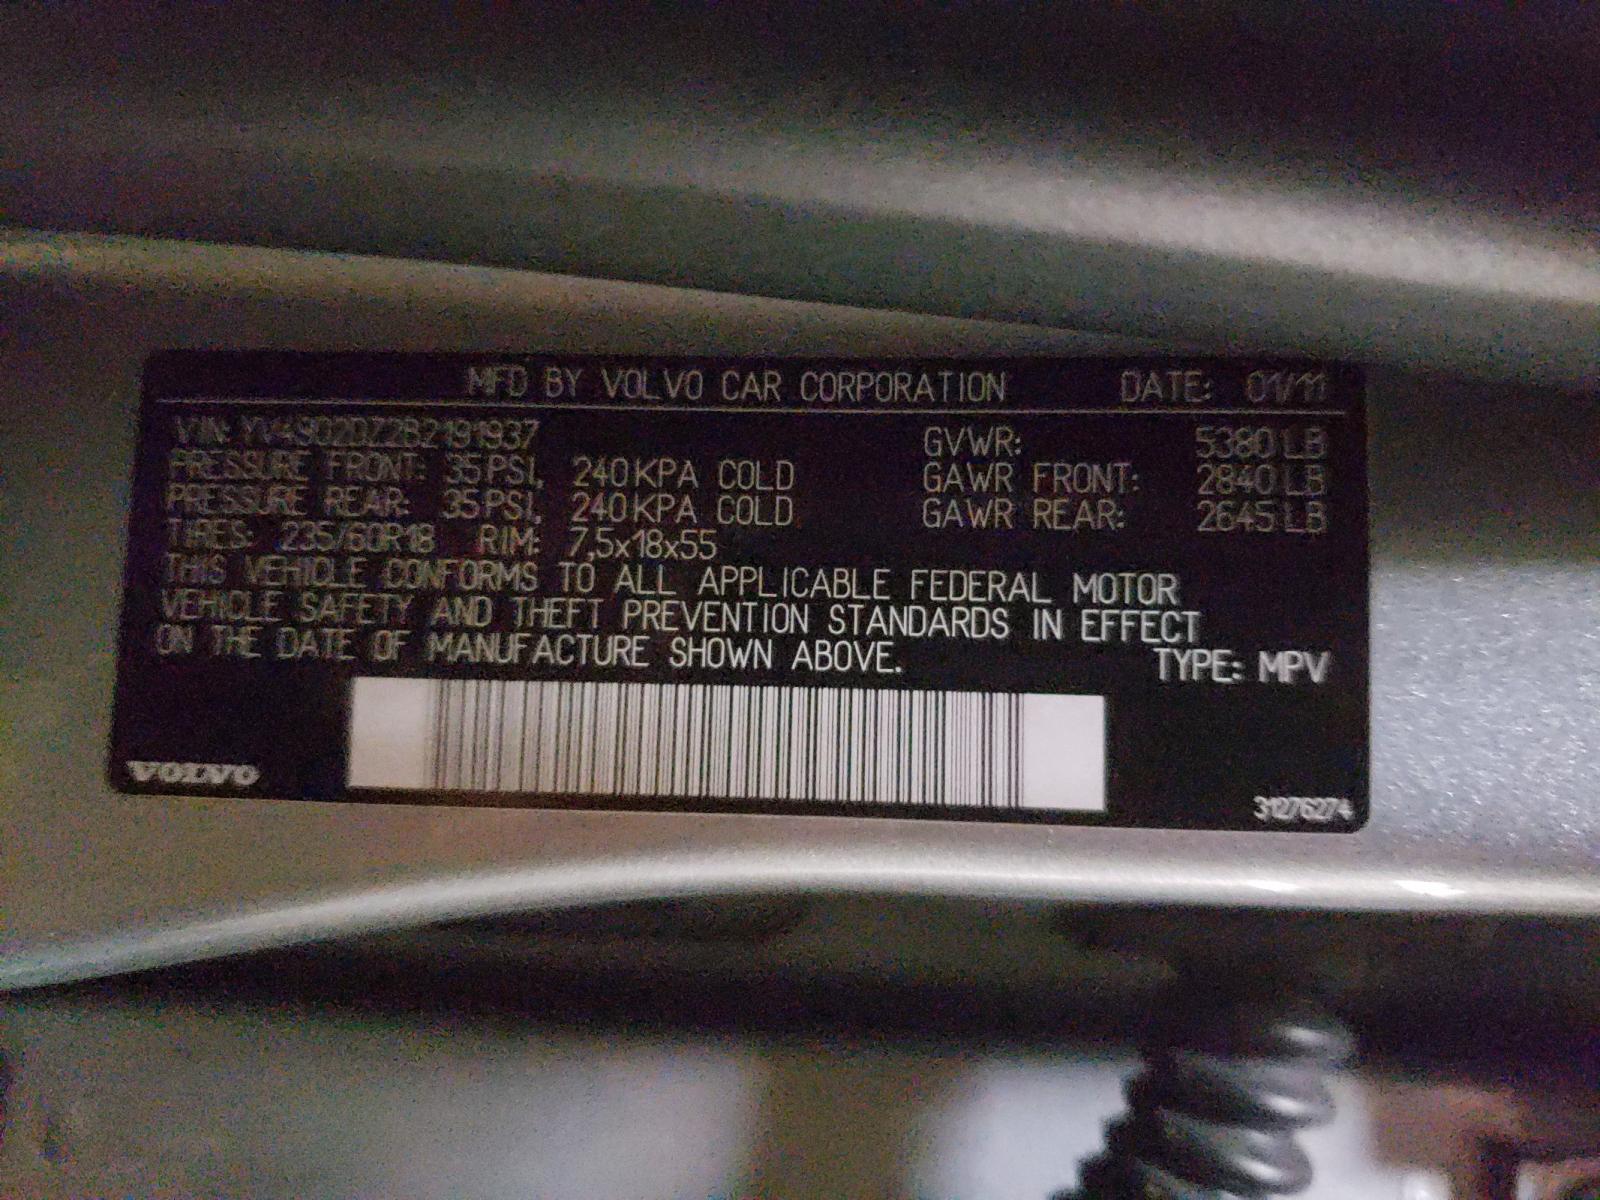 MFD BY VOLVO CAR CORPORATION DATE: 01/11
VIN: YV4902DZ2B2191937 GVWR: 5380 LB
PRESSURE FRONT: 35 PSI, 240 KPA COLD GAWR FRONT: 2840 LB
PRESSURE REAR: 35 PSI, 240 KPA COLD GAWR REAR: 2645 LB
TIRES: 235/60R18 RIM: 7,5x18x55
THIS VEHICLE CONFORMS TO ALL APPLICABLE FEDERAL MOTOR
VEHICLE SAFETY AND THEFT PREVENTION STANDARDS IN EFFECT
ON THE DATE OF MANUFACTURE SHOWN ABOVE. TYPE: MPV
VOLVO
31276274